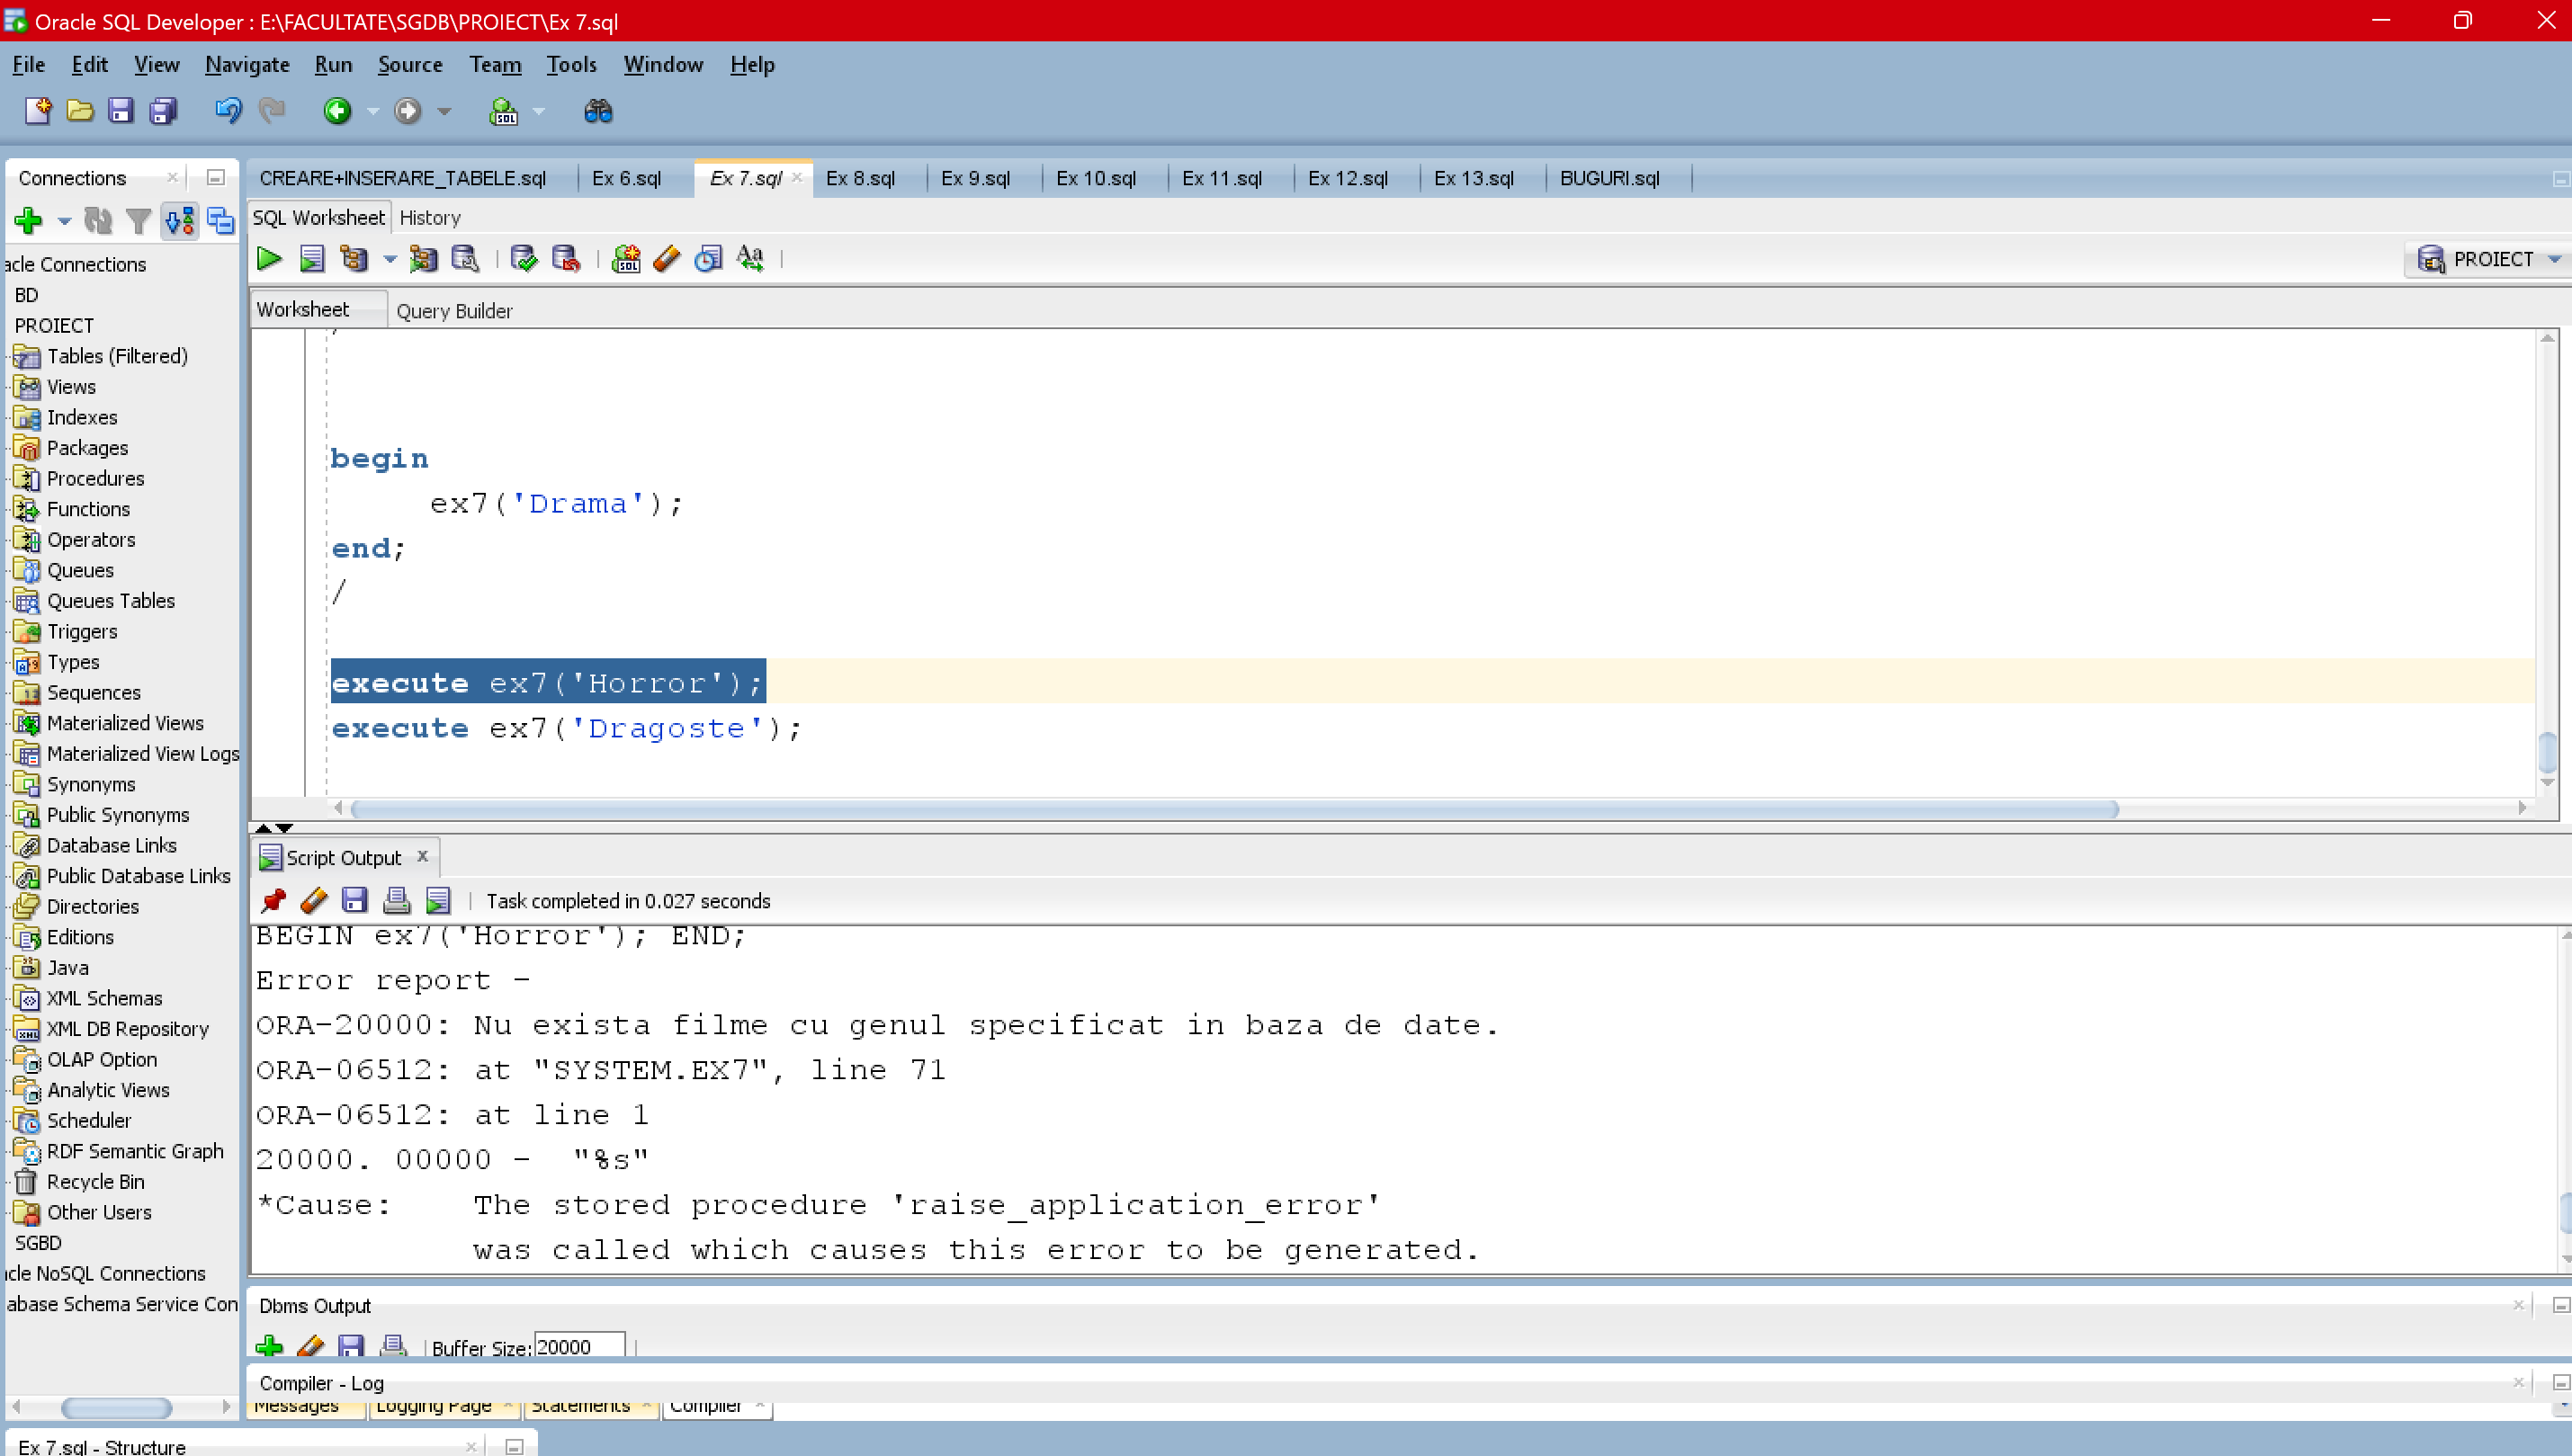 Oracle SQL Developer : E:\FACULTATE\SGDB\PROIECT\Ex 7.sql
File Edit View Navigate Run Source Team Tools Window Help
Connections
CREARE+INSERARE_TABELE.sql Ex 6.sql Ex 7.sql Ex 8.sql Ex 9.sql Ex 10.sql Ex 11.sql Ex 12.sql Ex 13.sql BUGURI.sql
SQL Worksheet History
PROIECT
Worksheet Query Builder
acle Connections
BD
PROIECT
Tables (Filtered)
Views
Indexes
Packages
Procedures
Functions
Operators
Queues
Queues Tables
Triggers
Types
Sequences
Materialized Views
Materialized View Logs
Synonyms
Public Synonyms
Database Links
Public Database Links
Directories
Editions
Java
XML Schemas
XML DB Repository
OLAP Option
Analytic Views
Scheduler
RDF Semantic Graph
Recycle Bin
Other Users
SGBD
cle NoSQL Connections
abase Schema Service Con
begin
ex7('Drama');
end;
/
execute ex7('Horror');
execute ex7('Dragoste');
Script Output
Task completed in 0.027 seconds
BEGIN ex7('Horror'); END;
Error report -
ORA-20000: Nu exista filme cu genul specificat in baza de date.
ORA-06512: at "SYSTEM.EX7", line 71
ORA-06512: at line 1
20000. 00000 - "%s"
*Cause: The stored procedure 'raise_application_error'
was called which causes this error to be generated.
Dbms Output
Buffer Size: 20000
Compiler - Log
Messages Logging Page Statements Compiler
Ex 7.sql - Structure